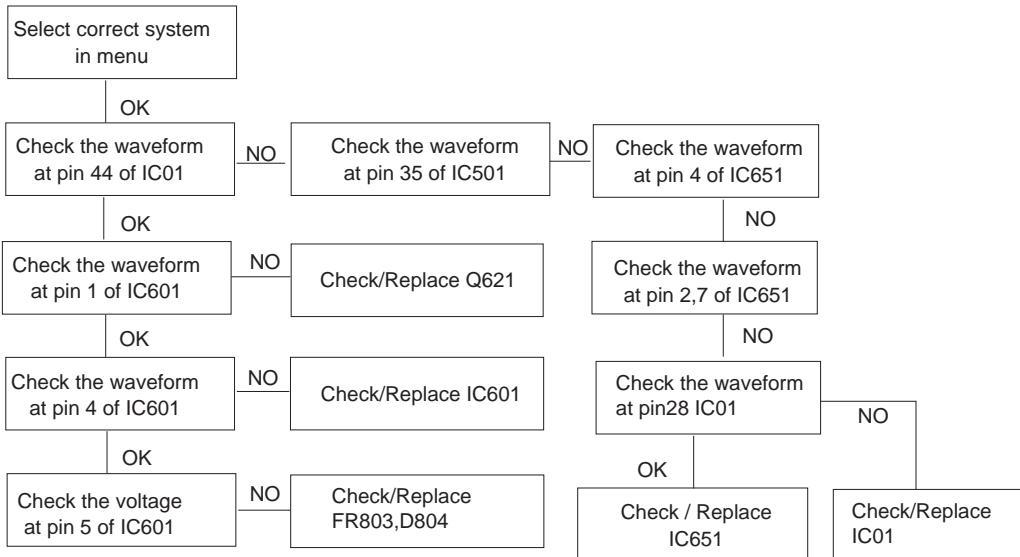 Select correct system
in menu
OK
Check the waveform
at pin 44 of IC01
NO
Check the waveform
at pin 35 of IC501
NO
Check the waveform
at pin 4 of IC651
OK
NO
Check the waveform
at pin 1 of IC601
NO
Check/Replace Q621
Check the waveform
at pin 2,7 of IC651
OK
NO
Check the waveform
at pin 4 of IC601
NO
Check/Replace IC601
Check the waveform
at pin28 IC01
NO
OK
OK
Check the voltage
at pin 5 of IC601
NO
Check/Replace
FR803,D804
Check / Replace
IC651
Check/Replace
IC01